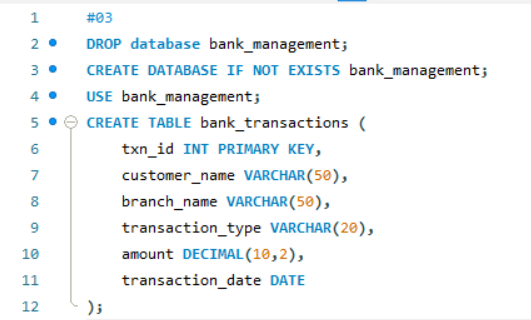 1 #03
2 DROP database bank_management;
3 CREATE DATABASE IF NOT EXISTS bank_management;
4 USE bank_management;
5 CREATE TABLE bank_transactions (
6 txn_id INT PRIMARY KEY,
7 customer_name VARCHAR(50),
8 branch_name VARCHAR(50),
9 transaction_type VARCHAR(20),
10 amount DECIMAL(10,2),
11 transaction_date DATE
12 );